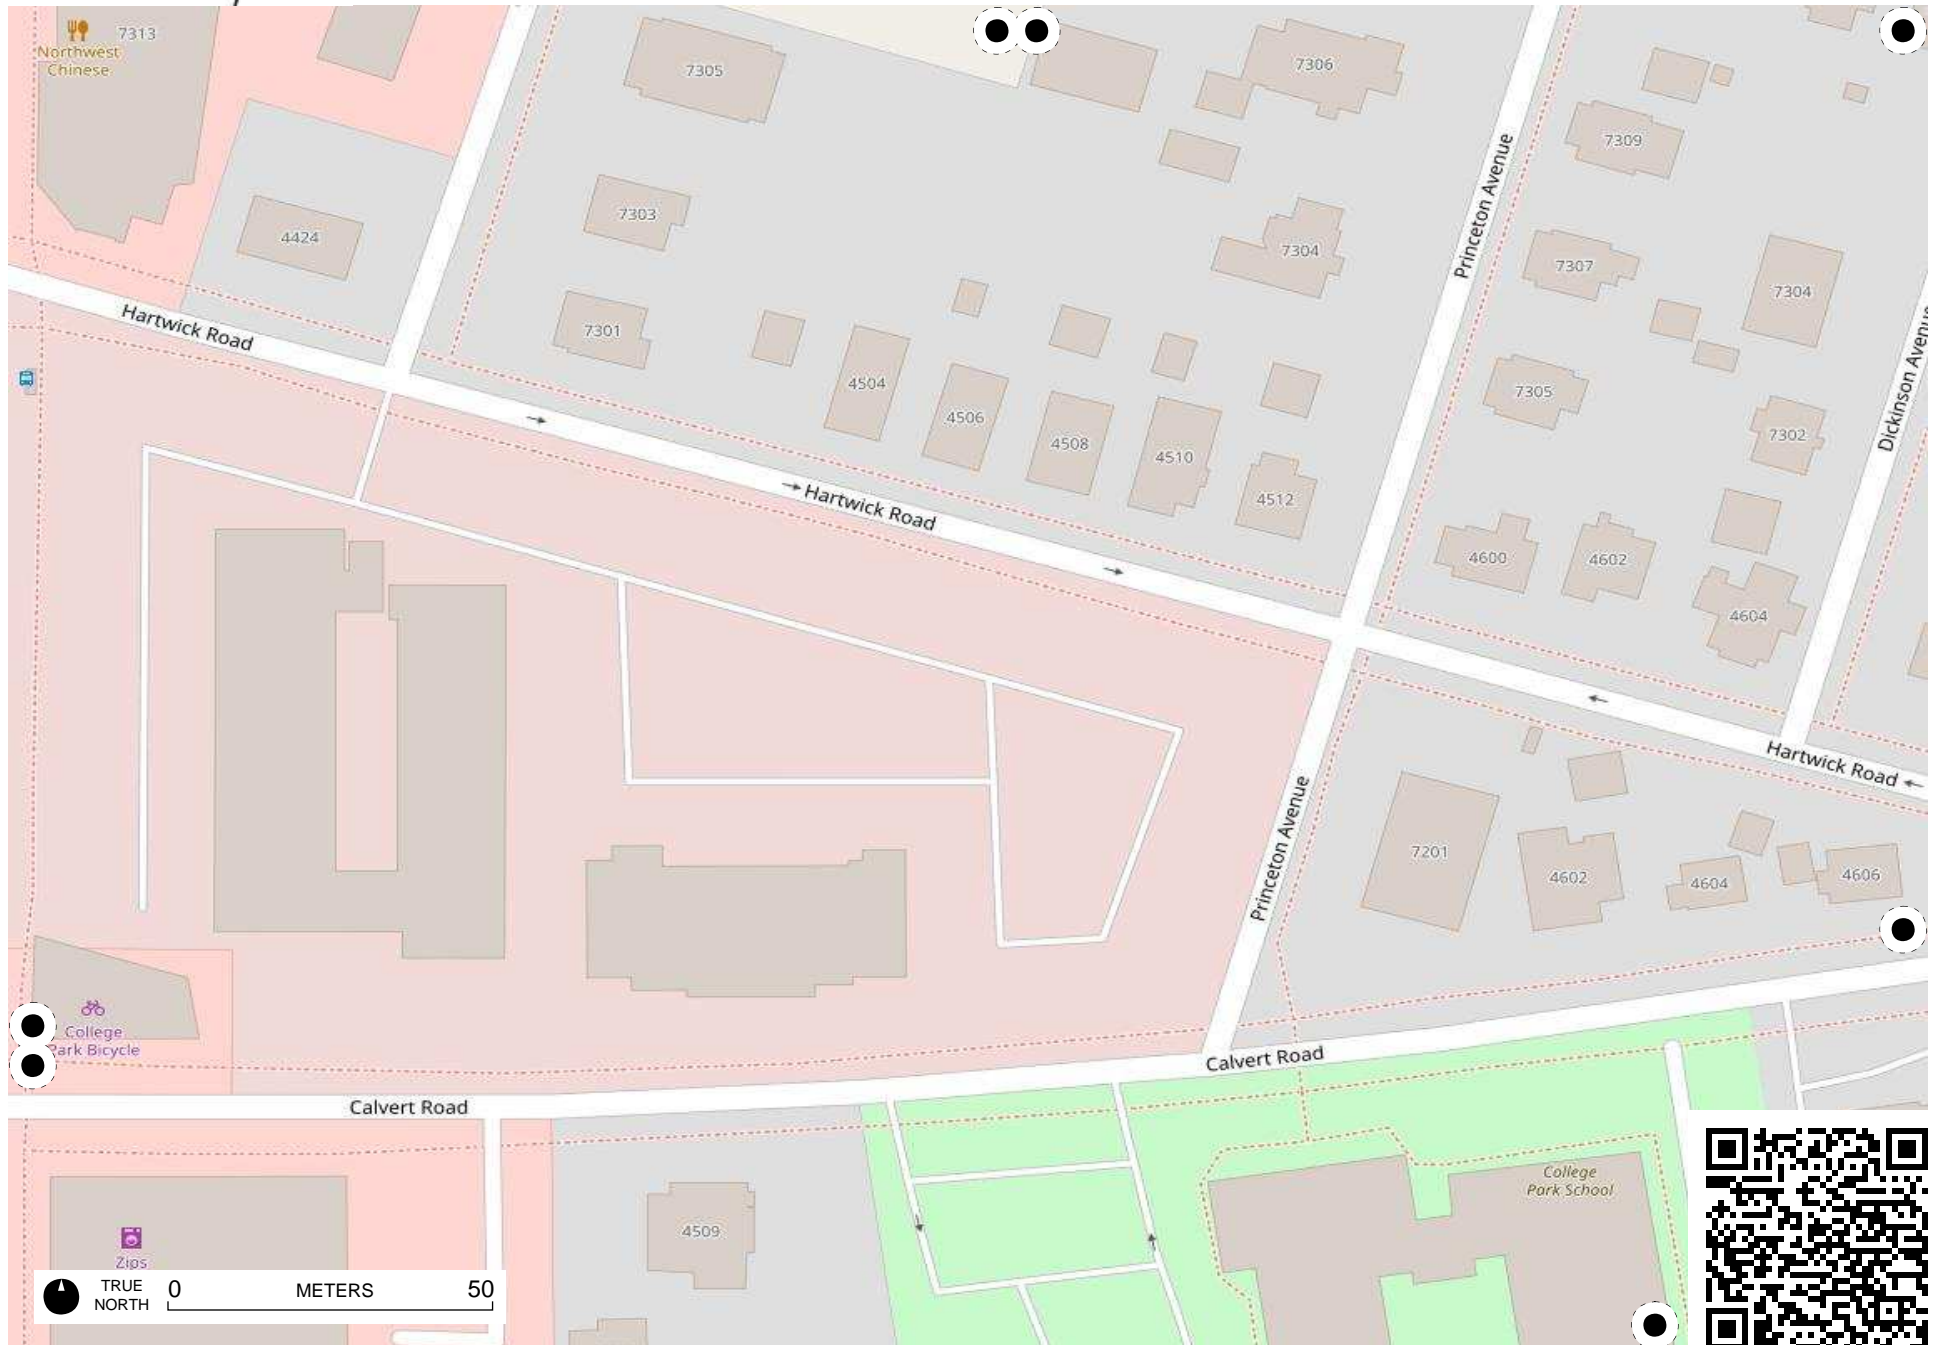 7313
Northwest
Chinese
7305
7306
7309
Princeton Avenue
4424
7303
7304
7307
7304
Hartwick Road
7301
4504
4506
4508
4510
4512
7305
7302
Dickinson Avenue
Hartwick Road
4600
4602
4604
Hartwick Road
Princeton Avenue
7201
4602
4604
4606
College
Park Bicycle
Calvert Road
Calvert Road
College
Park School
4509
Zips
TRUE
NORTH
0
METERS
50